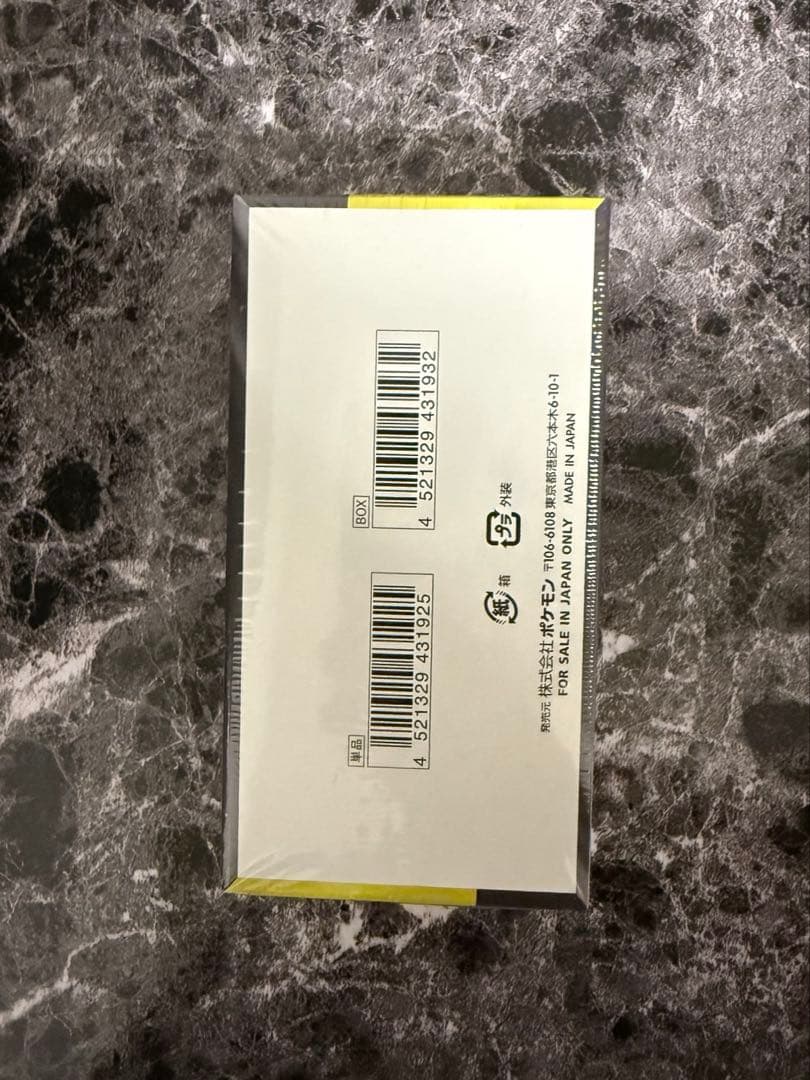 単品
4 521329 431925
BOX
4 521329 431932
紙 箱
プラ 外装
発売元 株式会社ポケモン 〒106-6108 東京都港区六本木6-10-1
FOR SALE IN JAPAN ONLY MADE IN JAPAN